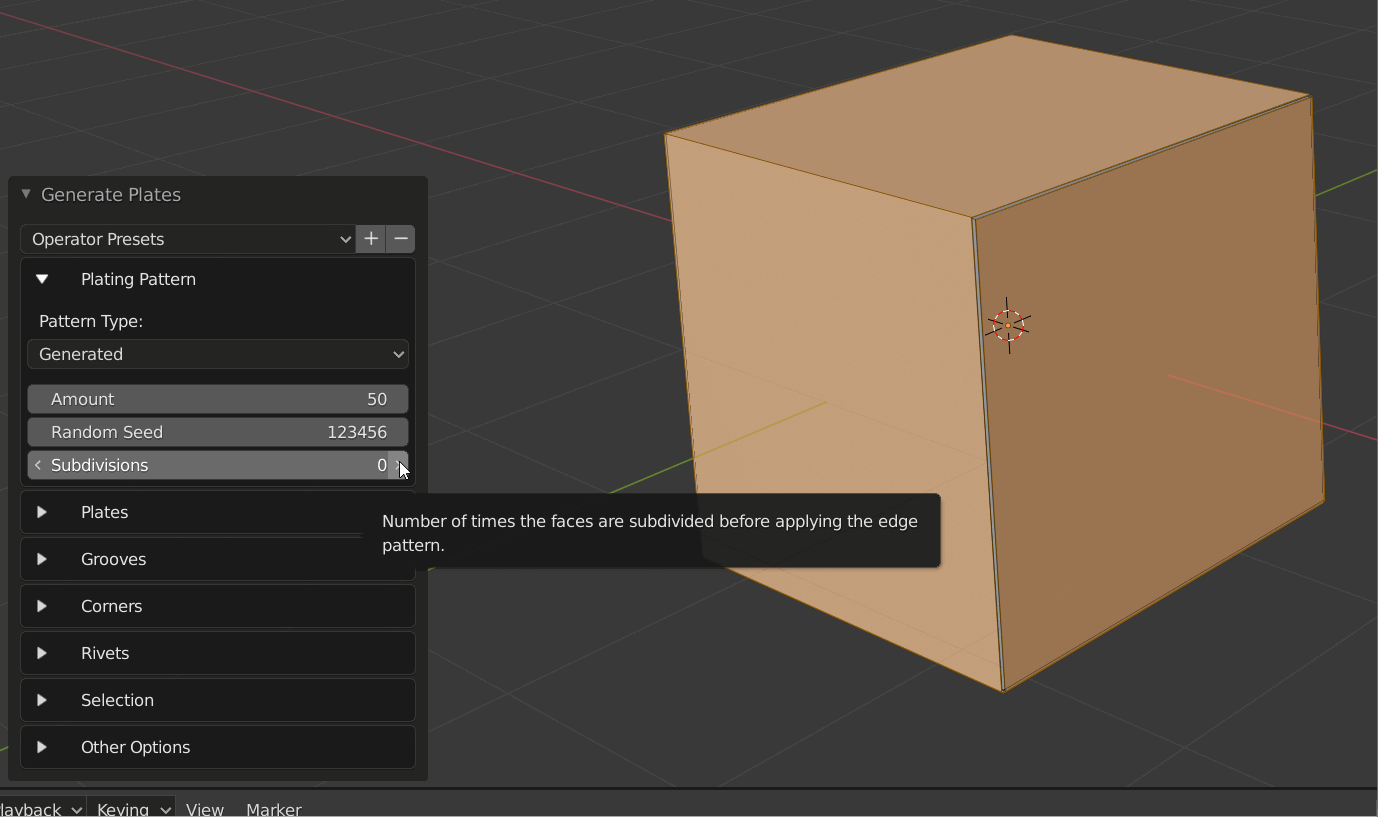 Generate Plates
Operator Presets
Plating Pattern
Pattern Type:
Generated
Amount 50
Random Seed 123456
Subdivisions 0
Number of times the faces are subdivided before applying the edge
pattern.
Plates
Grooves
Corners
Rivets
Selection
Other Options
layback Keying View Marker